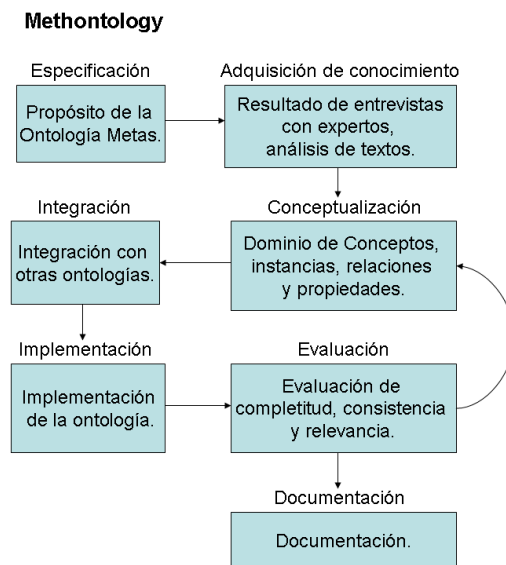 Methontology
Especificación
Propósito de la
Ontología Metas.
Adquisición de conocimiento
Resultado de entrevistas
con expertos,
análisis de textos.
Integración
Integración con
otras ontologías.
Conceptualización
Dominio de Conceptos,
instancias, relaciones
y propiedades.
Implementación
Implementación
de la ontología.
Evaluación
Evaluación de
completitud, consistencia
y relevancia.
Documentación
Documentación.